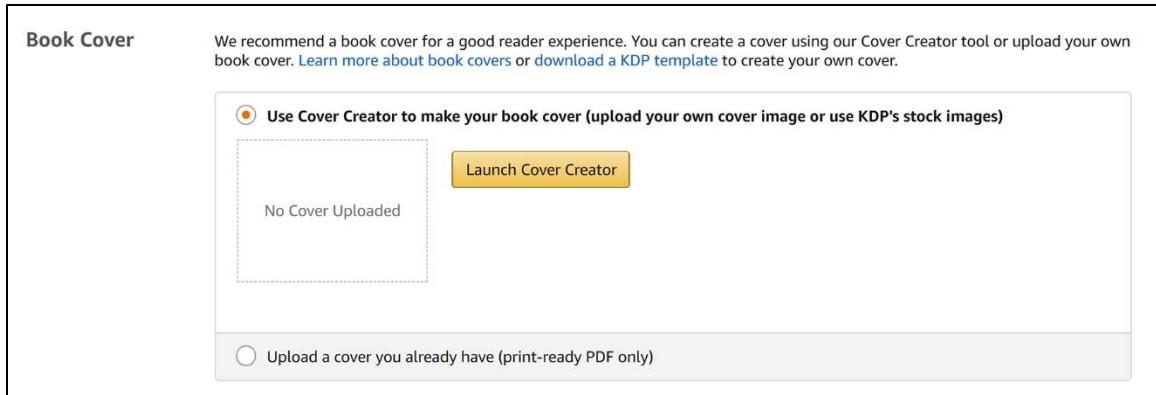 Book Cover
We recommend a book cover for a good reader experience. You can create a cover using our Cover Creator tool or upload your own
book cover. Learn more about book covers or download a KDP template to create your own cover.
Use Cover Creator to make your book cover (upload your own cover image or use KDP's stock images)
Launch Cover Creator
No Cover Uploaded
Upload a cover you already have (print-ready PDF only)